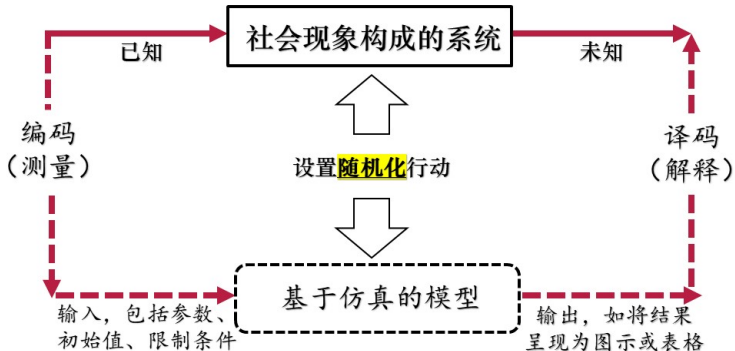 社会现象构成的系统
已知
未知
编码
（测量）
设置随机化行动
译码
（解释）
基于仿真的模型
输入，包括参数、
初始值、限制条件
输出，如将结果
呈现为图示或表格